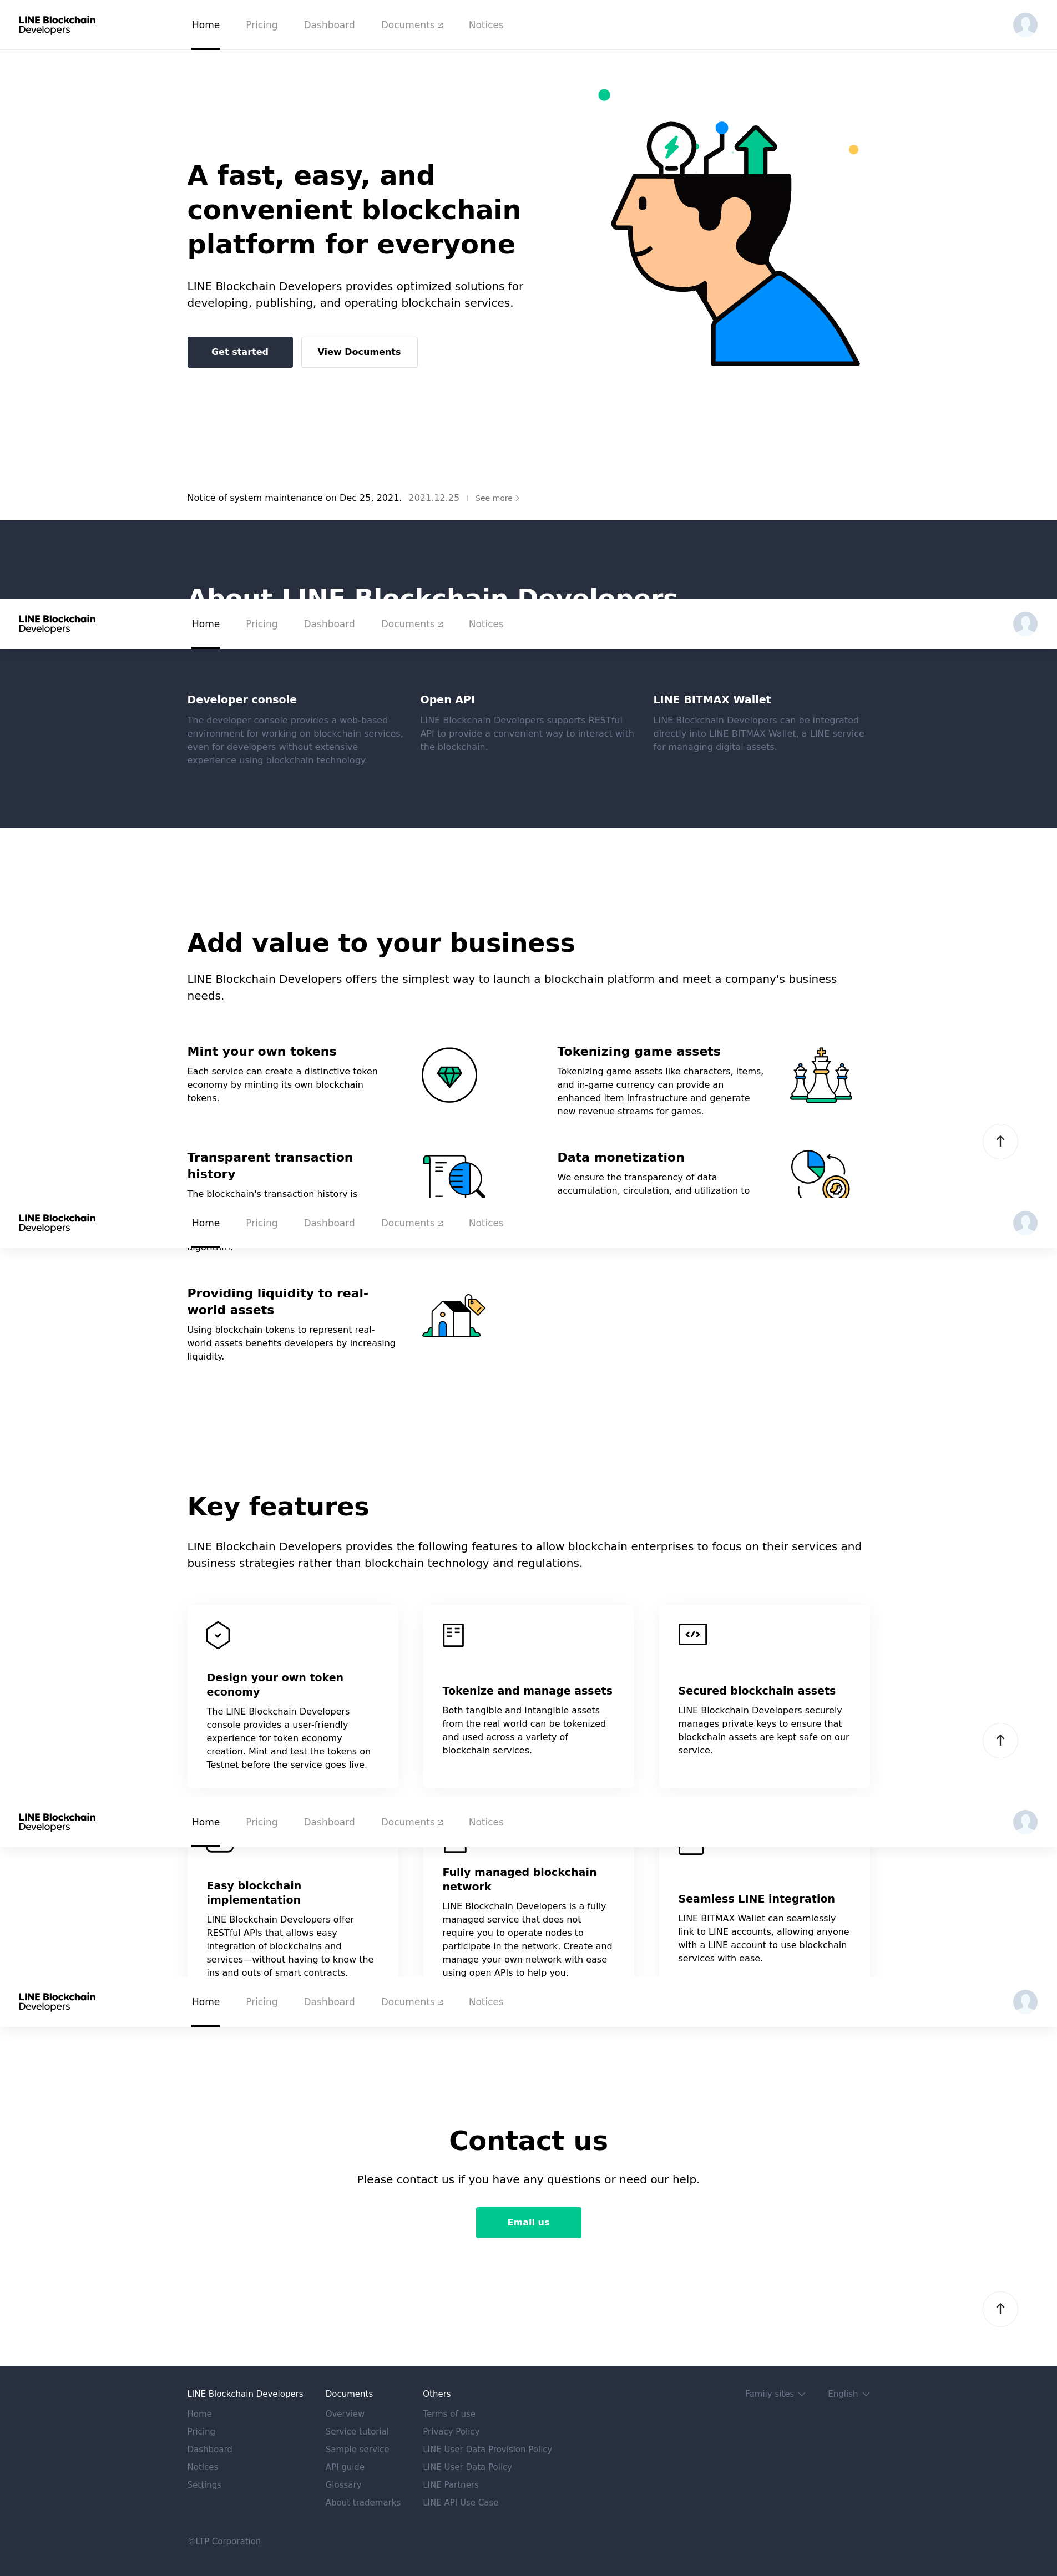 LINE Blockchain
Developers
Home
Pricing
Dashboard
Documents
Notices
A fast, easy, and
convenient blockchain
platform for everyone
LINE Blockchain Developers provides optimized solutions for
developing, publishing, and operating blockchain services.
Get started
View Documents
Notice of system maintenance on Dec 25, 2021. 2021.12.25
See more
About LINE Blockchain Developers
LINE Blockchain
Developers
Home
Pricing
Dashboard
Documents
Notices
Developer console
The developer console provides a web-based
environment for working on blockchain services,
even for developers without extensive
experience using blockchain technology.
Open API
LINE Blockchain Developers supports RESTful
API to provide a convenient way to interact with
the blockchain.
LINE BITMAX Wallet
LINE Blockchain Developers can be integrated
directly into LINE BITMAX Wallet, a LINE service
for managing digital assets.
Add value to your business
LINE Blockchain Developers offers the simplest way to launch a blockchain platform and meet a company's business
needs.
Mint your own tokens
Each service can create a distinctive token
economy by minting its own blockchain
tokens.
Tokenizing game assets
Tokenizing game assets like characters, items,
and in-game currency can provide an
enhanced item infrastructure and generate
new revenue streams for games.
Transparent transaction
history
The blockchain's transaction history is
Data monetization
We ensure the transparency of data
accumulation, circulation, and utilization to
LINE Blockchain
Developers
Home
Pricing
Dashboard
Documents
Notices
Providing liquidity to real-
world assets
Using blockchain tokens to represent real-
world assets benefits developers by increasing
liquidity.
Key features
LINE Blockchain Developers provides the following features to allow blockchain enterprises to focus on their services and
business strategies rather than blockchain technology and regulations.
Design your own token
economy
The LINE Blockchain Developers
console provides a user-friendly
experience for token economy
creation. Mint and test the tokens on
Testnet before the service goes live.
Tokenize and manage assets
Both tangible and intangible assets
from the real world can be tokenized
and used across a variety of
blockchain services.
Secured blockchain assets
LINE Blockchain Developers securely
manages private keys to ensure that
blockchain assets are kept safe on our
service.
LINE Blockchain
Developers
Home
Pricing
Dashboard
Documents
Notices
Easy blockchain
implementation
LINE Blockchain Developers offer
RESTful APIs that allows easy
integration of blockchains and
services—without having to know the
ins and outs of smart contracts.
Fully managed blockchain
network
LINE Blockchain Developers is a fully
managed service that does not
require you to operate nodes to
participate in the network. Create and
manage your own network with ease
using open APIs to help you.
Seamless LINE integration
LINE BITMAX Wallet can seamlessly
link to LINE accounts, allowing anyone
with a LINE account to use blockchain
services with ease.
LINE Blockchain
Developers
Home
Pricing
Dashboard
Documents
Notices
Contact us
Please contact us if you have any questions or need our help.
Email us
LINE Blockchain Developers
Home
Pricing
Dashboard
Notices
Settings
Documents
Overview
Service tutorial
Sample service
API guide
Glossary
About trademarks
Others
Terms of use
Privacy Policy
LINE User Data Provision Policy
LINE User Data Policy
LINE Partners
LINE API Use Case
Family sites
English
©LTP Corporation